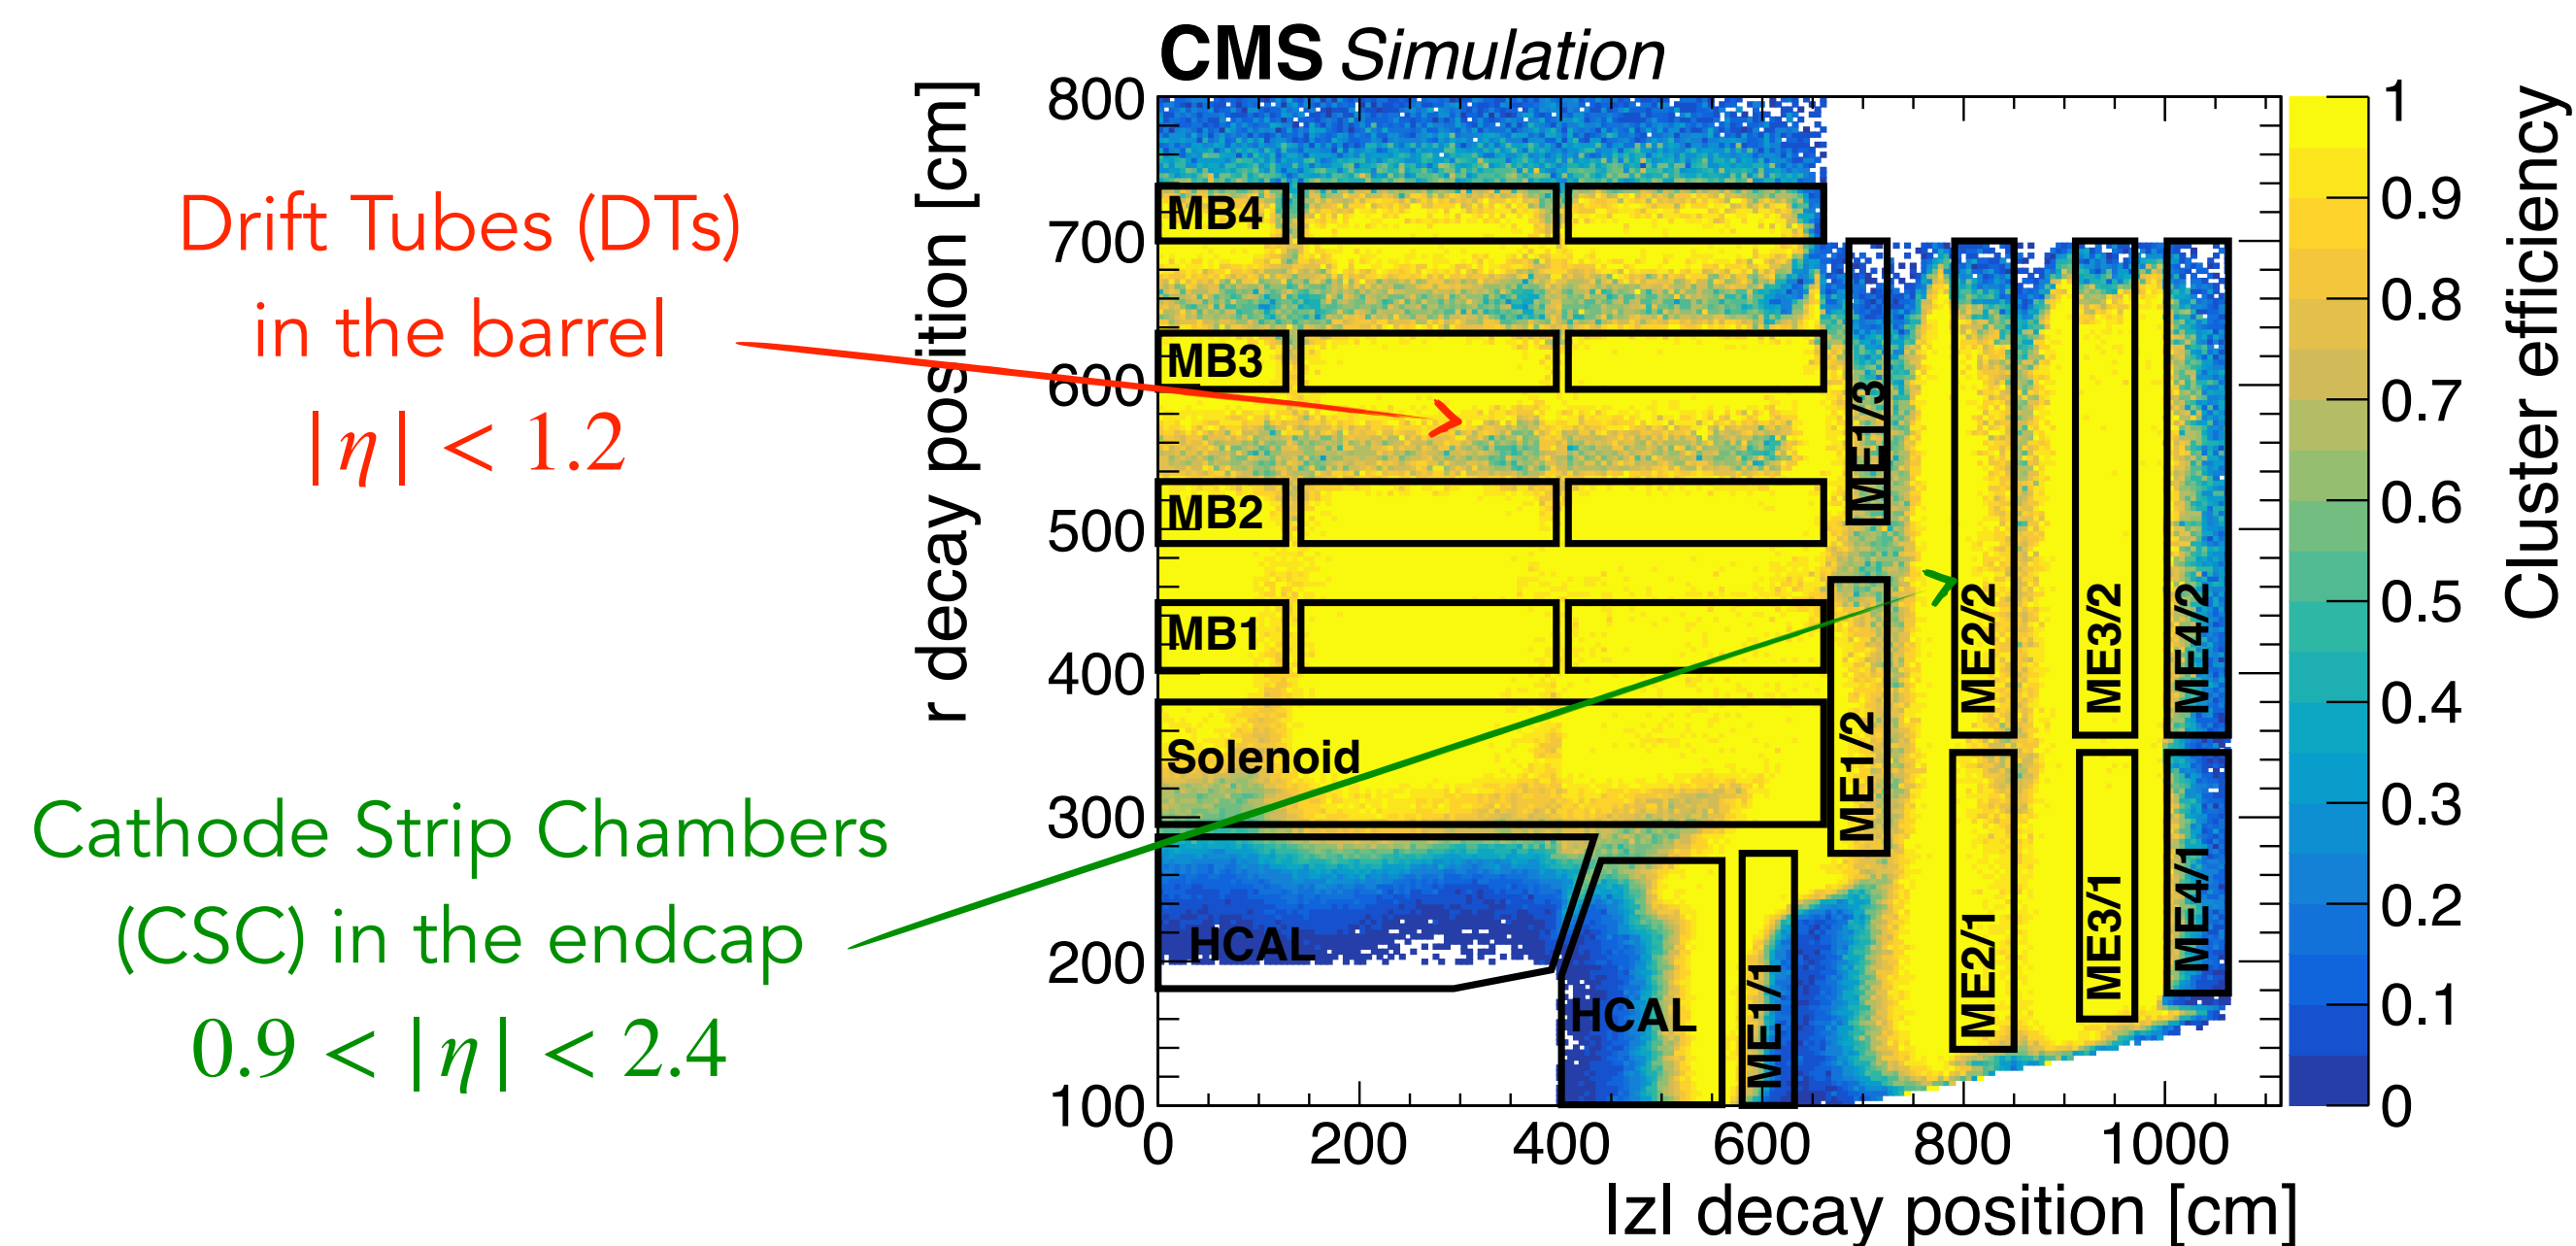 CMS Simulation
Drift Tubes (DTs)
in the barrel
|η| < 1.2
Cathode Strip Chambers
(CSC) in the endcap
0.9 < |η| < 2.4
r decay position [cm]
800
700
600
500
400
300
200
100
MB4
MB3
MB2
MB1
Solenoid
HCAL
HCAL
ME1/1
ME1/2
ME1/3
ME2/2
ME2/1
ME3/2
ME3/1
ME4/2
ME4/1
0 200 400 600 800 1000
|z| decay position [cm]
1
0.9
0.8
0.7
0.6
0.5
0.4
0.3
0.2
0.1
0
Cluster efficiency